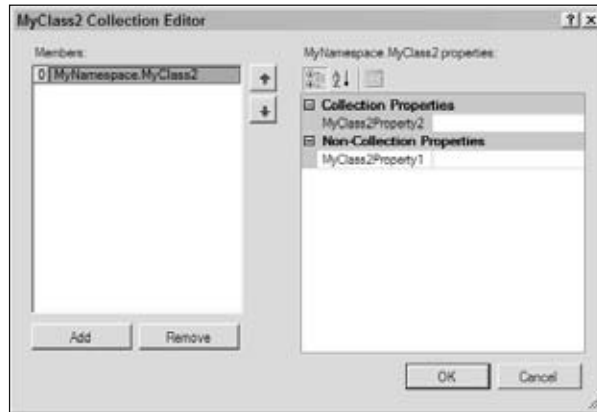 MyClass2 Collection Editor
? ×
Members:
0 MyNamespace.MyClass2
MyNamespace.MyClass2 properties:
Collection Properties
MyClass2Property2
Non-Collection Properties
MyClass2Property1
Add Remove
OK Cancel